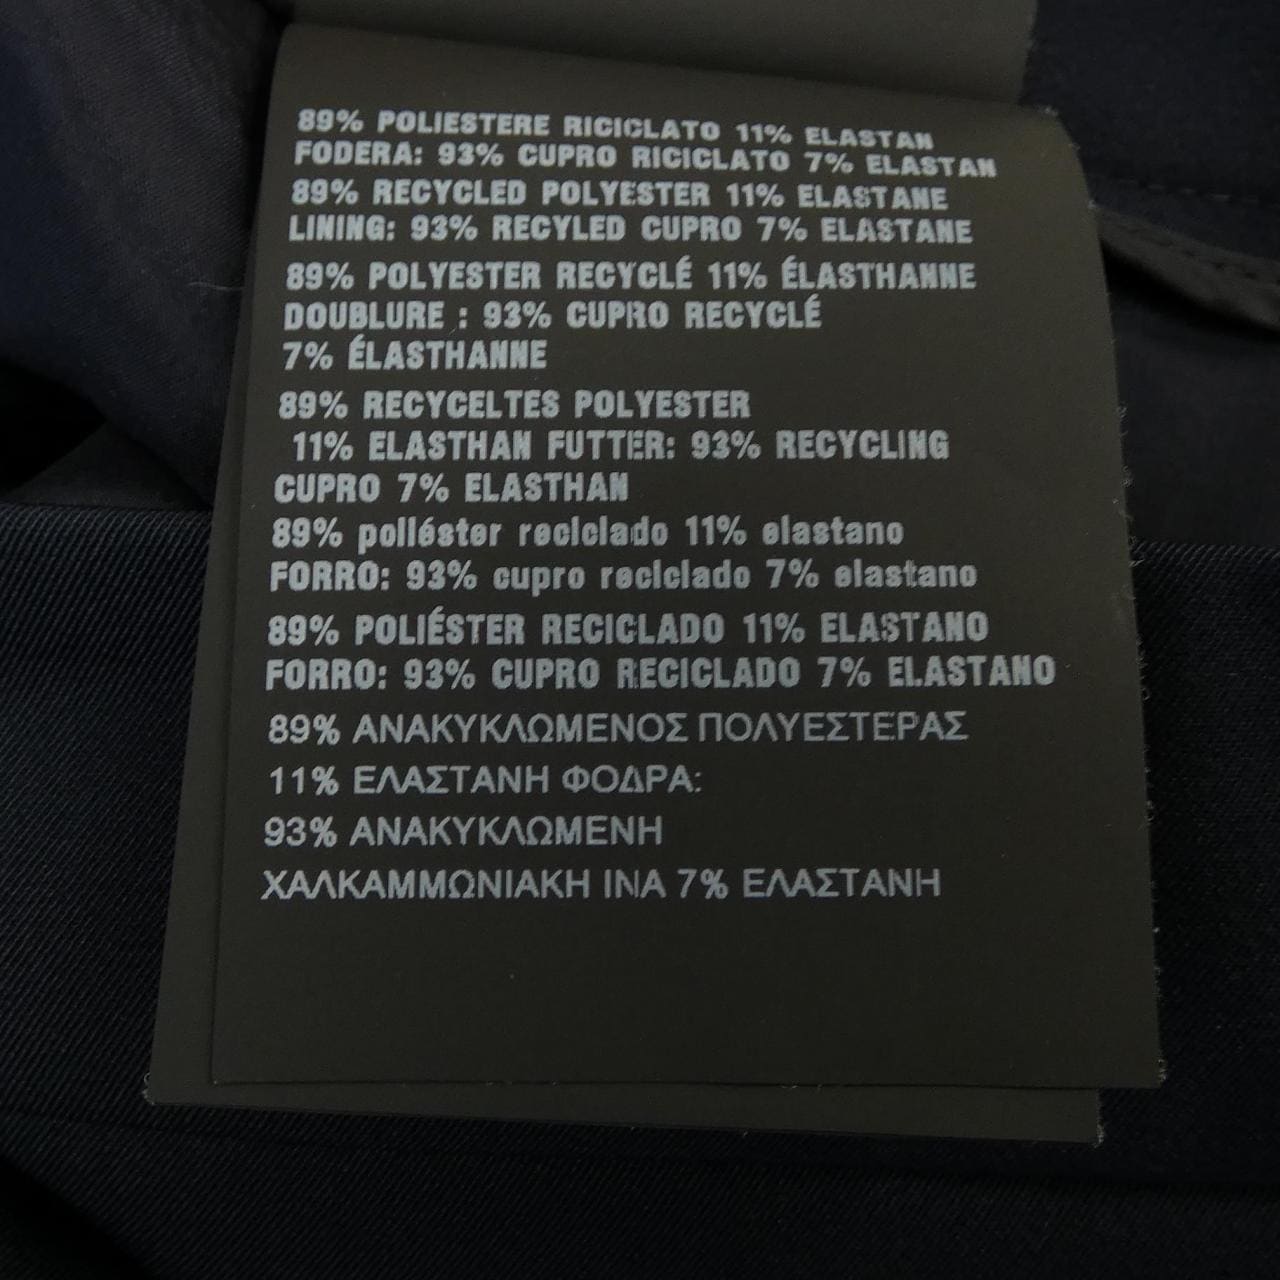 89% POLIESTERE RICICLATO 11% ELASTAN
FODERA: 93% CUPRO RICICLATO 7% ELASTAN
89% RECYCLED POLYESTER 11% ELASTANE
LINING: 93% RECYLED CUPRO 7% ELASTANE
89% POLYESTER RECYCLÉ 11% ÉLASTHANNE
DOUBLURE : 93% CUPRO RECYCLÉ
7% ÉLASTHANNE
89% RECYCELTES POLYESTER
11% ELASTHAN FUTTER: 93% RECYCLING
CUPRO 7% ELASTHAN
89% poliéster reciclado 11% elastano
FORRO: 93% cupro reciclado 7% elastano
89% POLIÉSTER RECICLADO 11% ELASTANO
FORRO: 93% CUPRO RECICLADO 7% ELASTANO
89% ΑΝΑΚΥΚΛΩΜΕΝΟΣ ΠΟΛΥΕΣΤΕΡΑΣ
11% ΕΛΑΣΤΑΝΗ ΦΟΔΡΑ:
93% ΑΝΑΚΥΚΛΩΜΕΝΗ
ΧΑΛΚΑΜΜΩΝΙΑΚΗ ΙΝΑ 7% ΕΛΑΣΤΑΝΗ